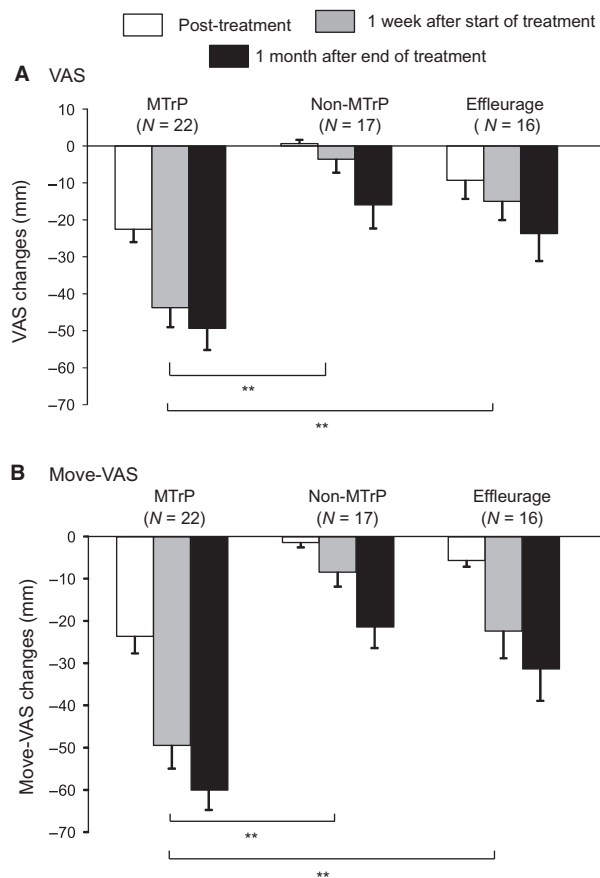 Post-treatment
1 week after start of treatment
1 month after end of treatment
A VAS
MTrP
(N = 22)
Non-MTrP
(N = 17)
Effleurage
( N = 16)
VAS changes (mm)
10
0
–10
–20
–30
–40
–50
–60
–70
**
**
B Move-VAS
MTrP
(N = 22)
Non-MTrP
(N = 17)
Effleurage
(N = 16)
Move-VAS changes (mm)
0
–10
–20
–30
–40
–50
–60
–70
**
**